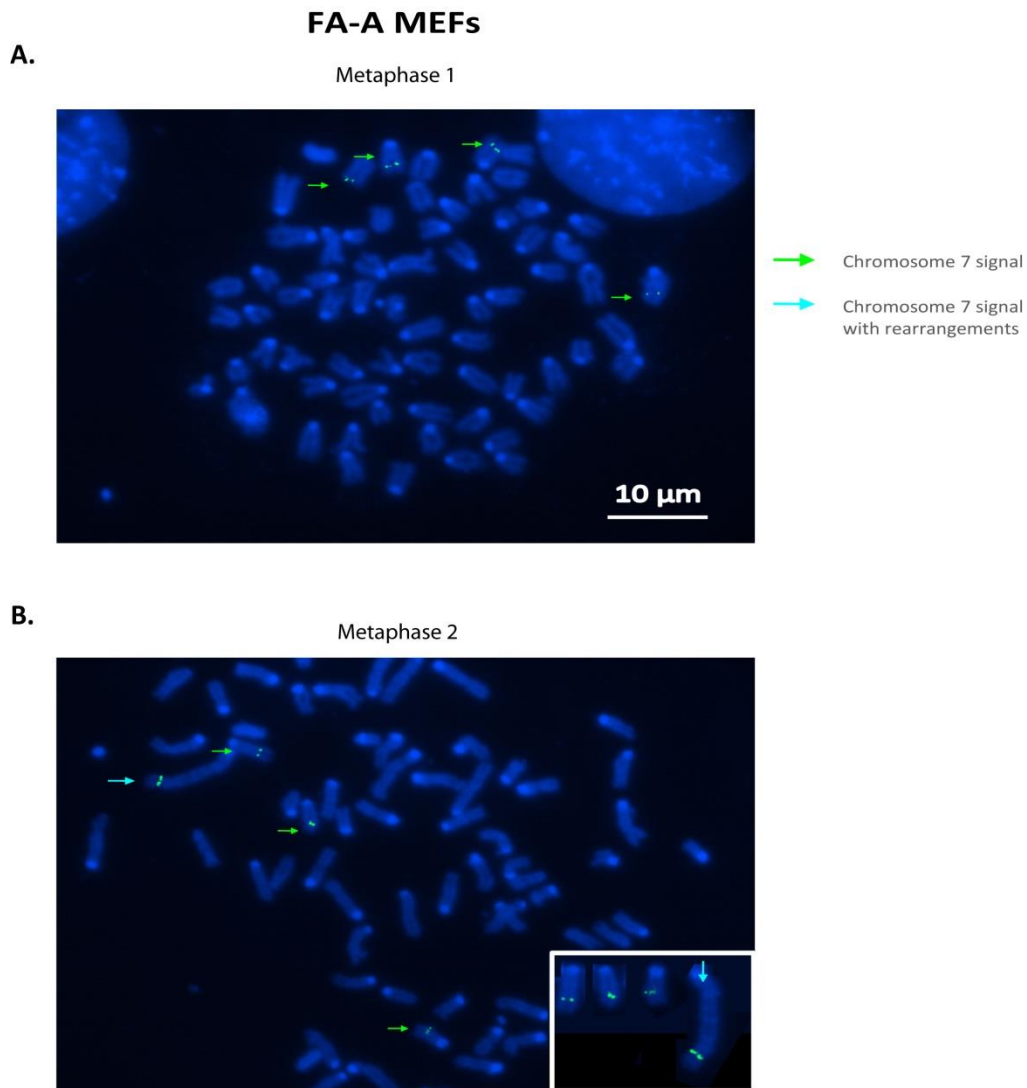 FA-A MEFs
A.
Metaphase 1
Chromosome 7 signal
Chromosome 7 signal
with rearrangements
10 µm
B.
Metaphase 2